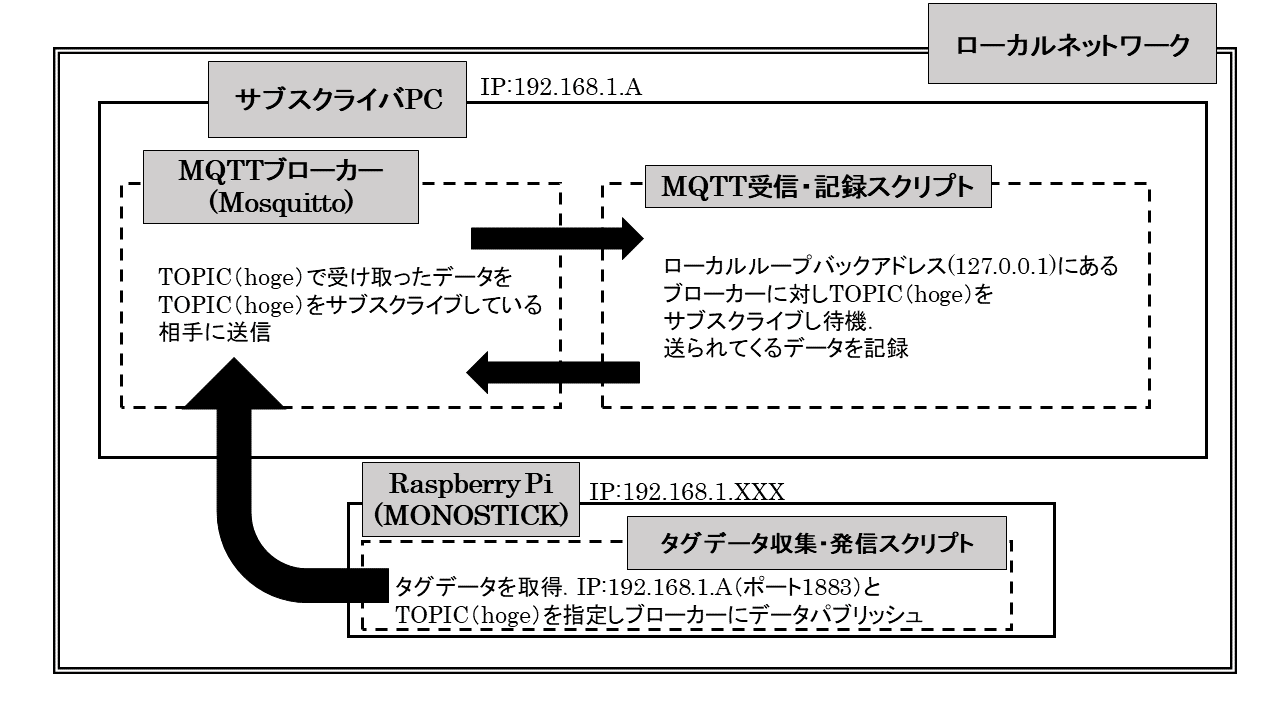 ローカルネットワーク
サブスクライバPC
IP:192.168.1.A
MQTTブローカー
(Mosquitto)
TOPIC(hoge)で受け取ったデータを
TOPIC(hoge)をサブスクライブしている
相手に送信
MQTT受信・記録スクリプト
ローカルループバックアドレス(127.0.0.1)にある
ブローカーに対しTOPIC(hoge)を
サブスクライブし待機.
送られてくるデータを記録
Raspberry Pi
(MONOSTICK)
IP:192.168.1.XXX
タグデータ収集・発信スクリプト
タグデータを取得. IP:192.168.1.A(ポート1883)と
TOPIC(hoge)を指定しブローカーにデータパブリッシュ